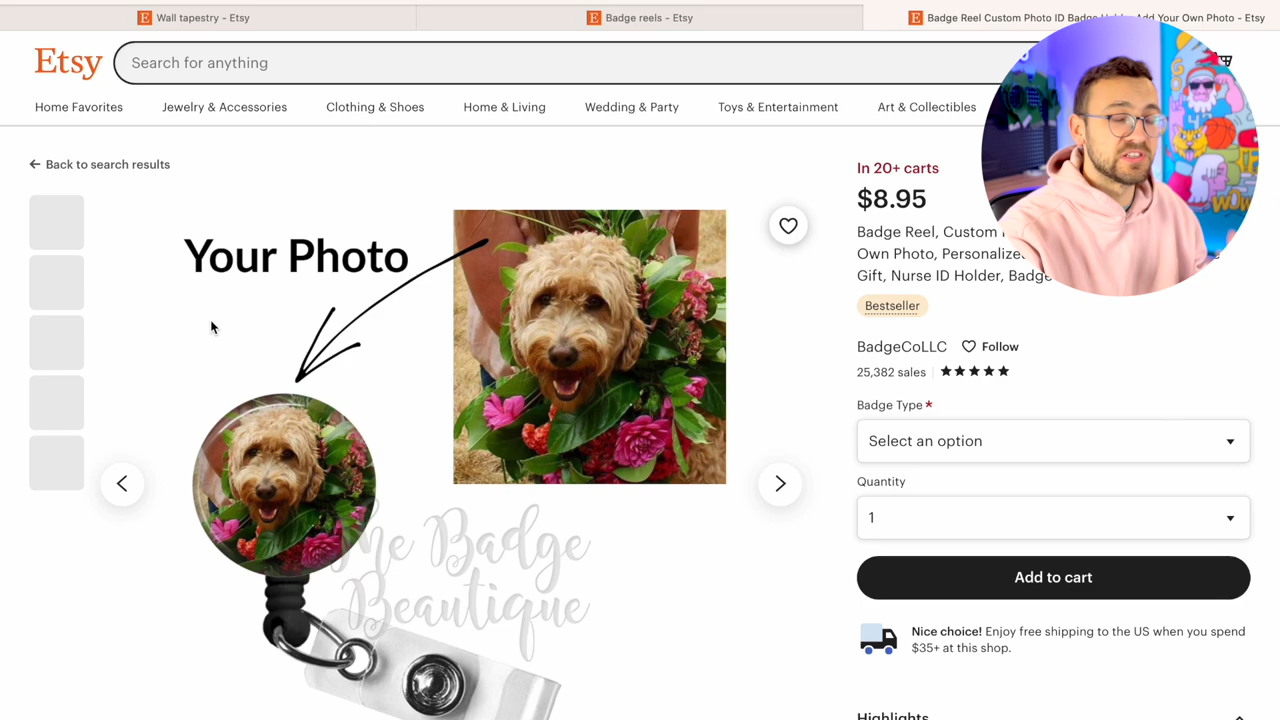 Wall tapestry - Etsy
Badge reels - Etsy
Badge Reel Custom Photo ID Badge Add Your Own Photo - Etsy
Etsy
Search for anything
Home Favorites
Jewelry & Accessories
Clothing & Shoes
Home & Living
Wedding & Party
Toys & Entertainment
Art & Collectibles
Back to search results
Your Photo
The Badge
Beautique
In 20+ carts
$8.95
Badge Reel, Custom
Own Photo, Personalized
Gift, Nurse ID Holder, Badge
Bestseller
BadgeCoLLC
Follow
25,382 sales
Badge Type *
Select an option
Quantity
1
Add to cart
Nice choice! Enjoy free shipping to the US when you spend
$35+ at this shop.
Highlights